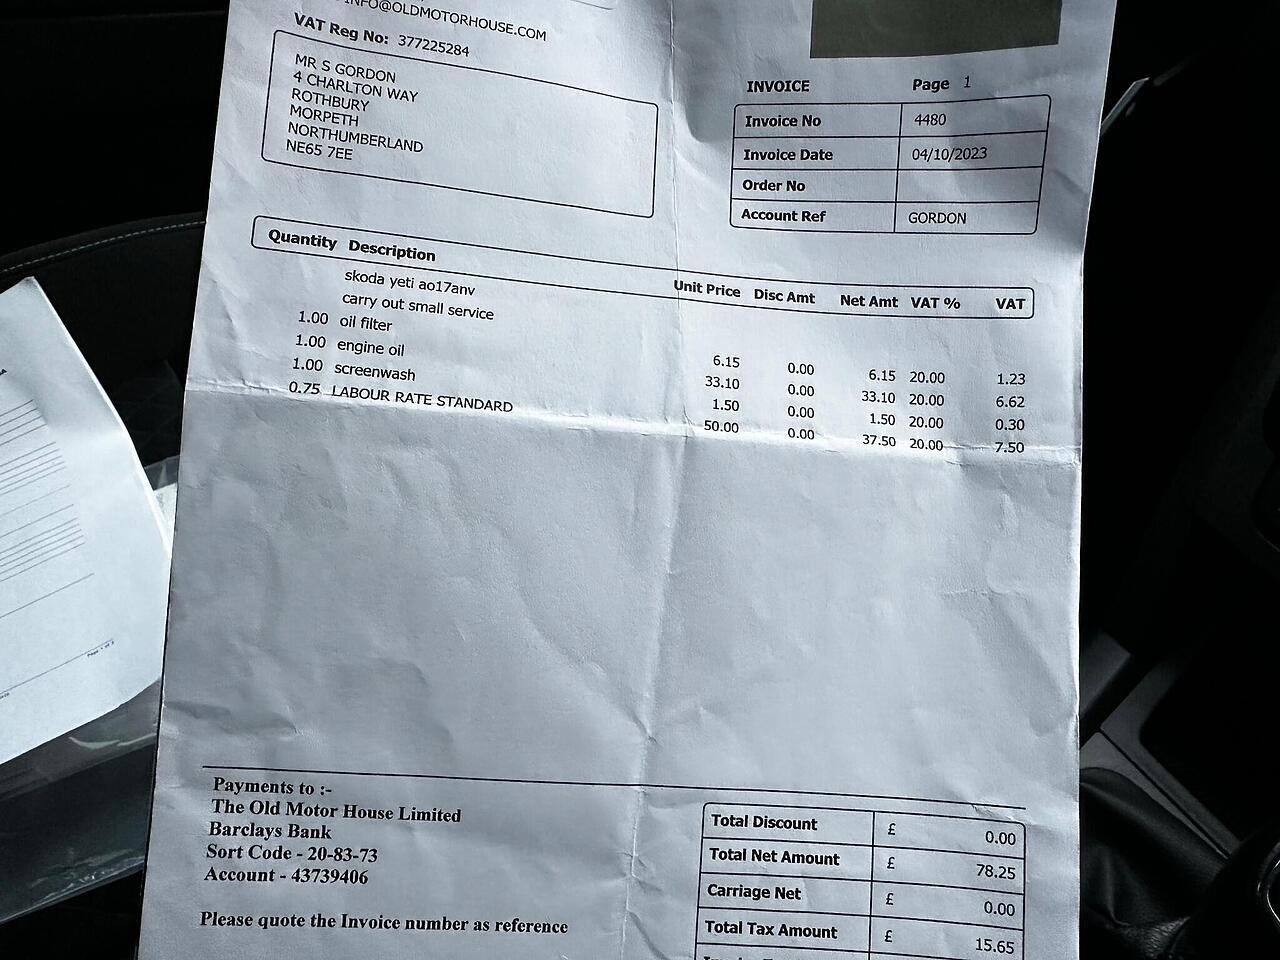 INFO@OLDMOTORHOUSE.COM
VAT Reg No: 377225284
MR S GORDON
4 CHARLTON WAY
ROTHBURY
MORPETH
NORTHUMBERLAND
NE65 7EE
INVOICE Page 1
Invoice No 4480
Invoice Date 04/10/2023
Order No
Account Ref GORDON
Quantity Description Unit Price Disc Amt Net Amt VAT % VAT
skoda yeti ao17anv
carry out small service
1.00 oil filter 6.15 0.00 6.15 20.00 1.23
1.00 engine oil 33.10 0.00 33.10 20.00 6.62
1.00 screenwash 1.50 0.00 1.50 20.00 0.30
0.75 LABOUR RATE STANDARD 50.00 0.00 37.50 20.00 7.50
Payments to :-
The Old Motor House Limited
Barclays Bank
Sort Code - 20-83-73
Account - 43739406
Please quote the Invoice number as reference
Total Discount £ 0.00
Total Net Amount £ 78.25
Carriage Net £ 0.00
Total Tax Amount £ 15.65